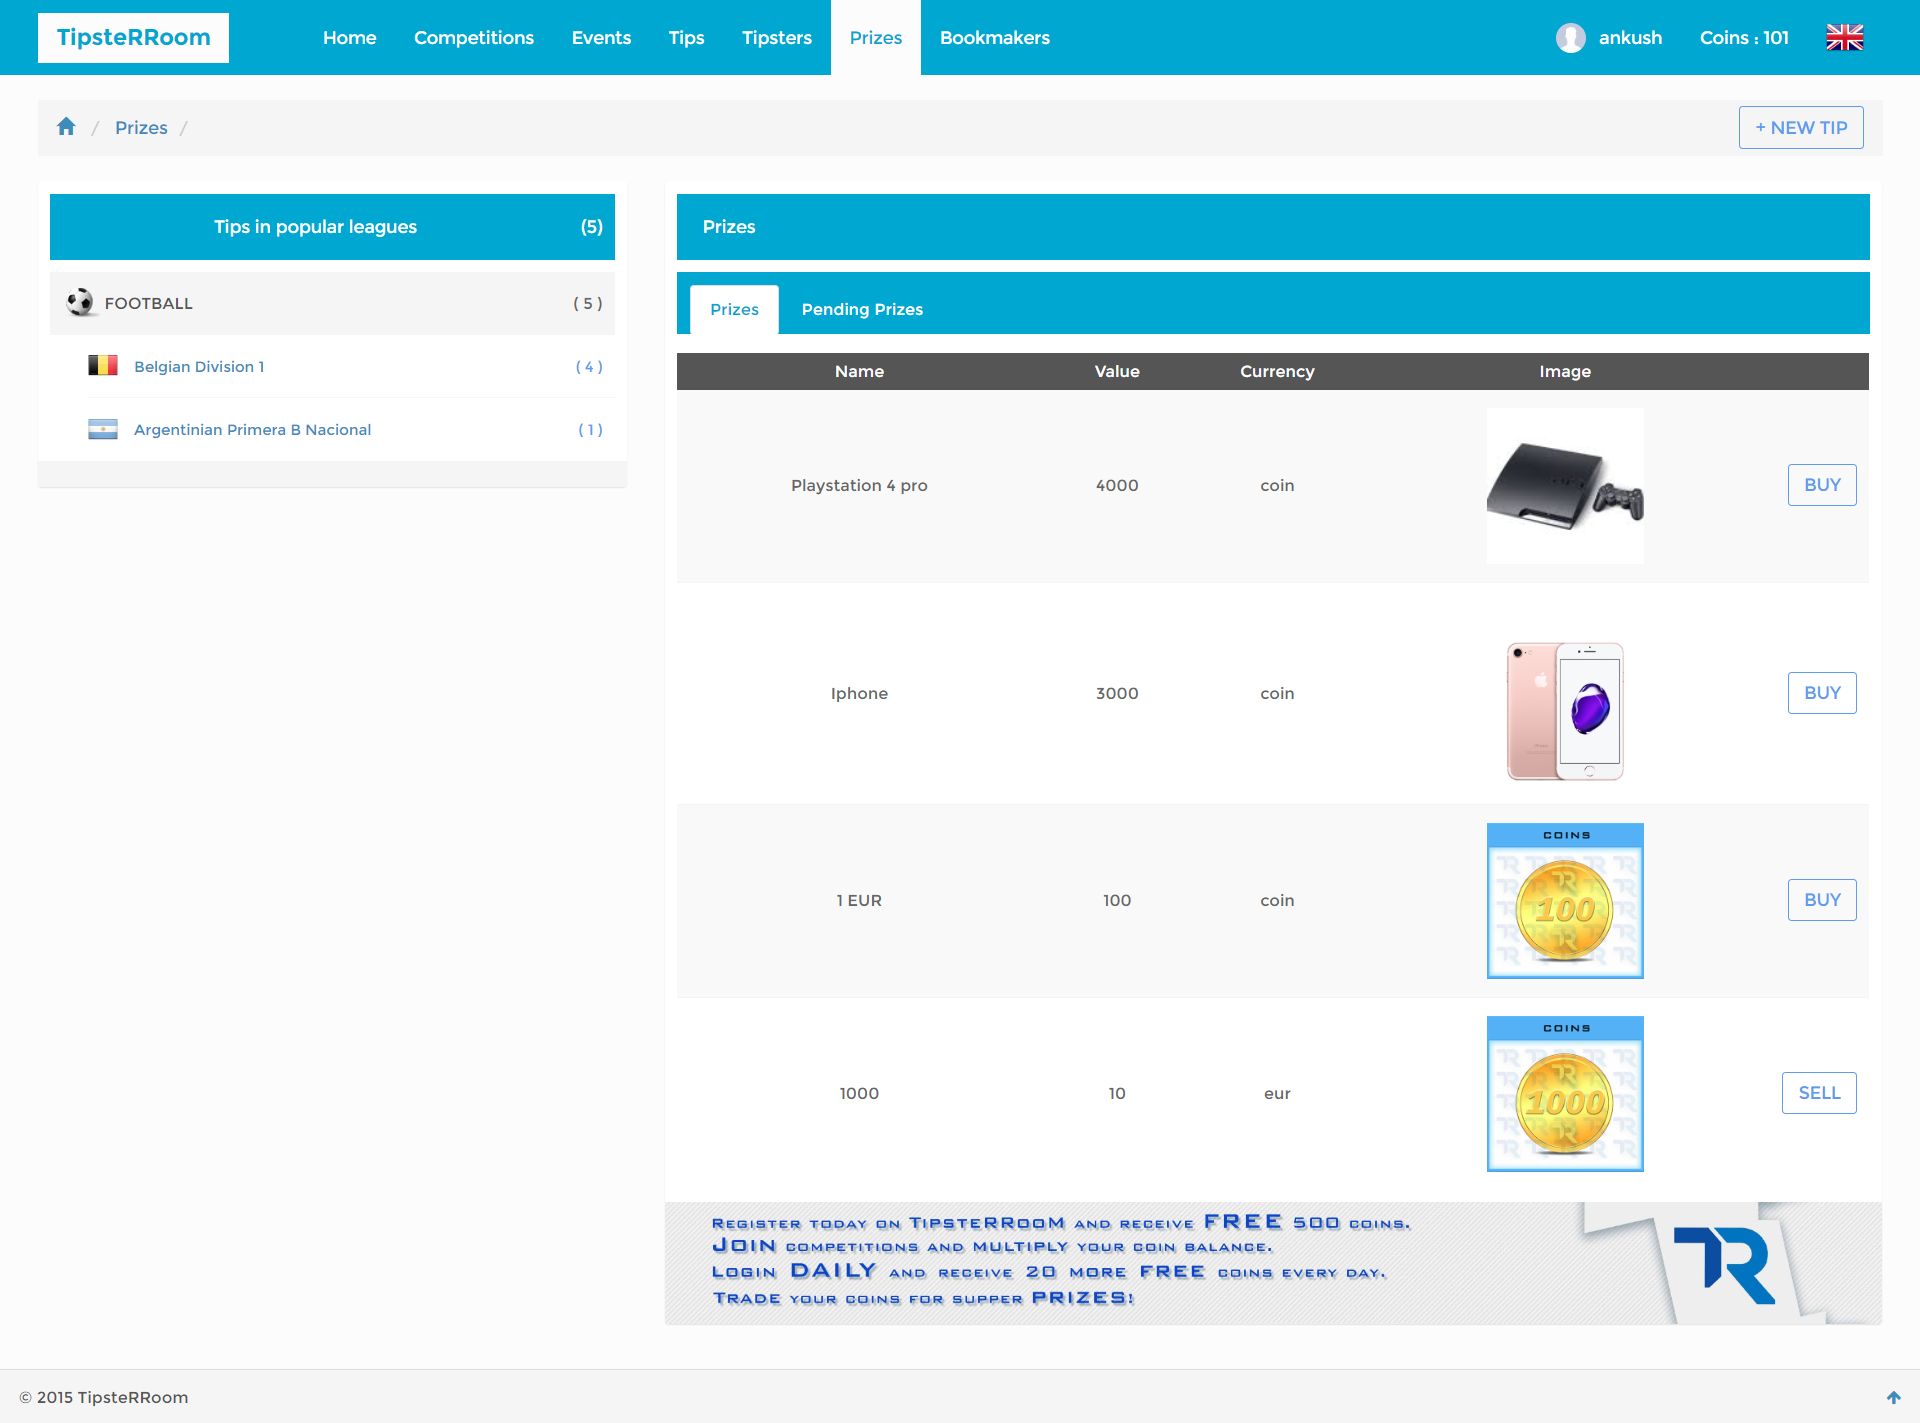 TipsteRRoom
Home Competitions Events Tips Tipsters Prizes Bookmakers
ankush Coins : 101
/ Prizes /
+ NEW TIP
Tips in popular leagues (5)
FOOTBALL ( 5 )
Belgian Division 1 ( 4 )
Argentinian Primera B Nacional ( 1 )
Prizes
Prizes Pending Prizes
Name Value Currency Image
Playstation 4 pro 4000 coin BUY
Iphone 3000 coin BUY
COINS
1 EUR 100 coin 100 BUY
COINS
1000 10 eur 1000 SELL
REGISTER TODAY ON TIPSTERROOM AND RECEIVE FREE 500 COINS.
JOIN COMPETITIONS AND MULTIPLY YOUR COIN BALANCE.
LOGIN DAILY AND RECEIVE 20 MORE FREE COINS EVERY DAY.
TRADE YOUR COINS FOR SUPPER PRIZES!
TR
© 2015 TipsteRRoom